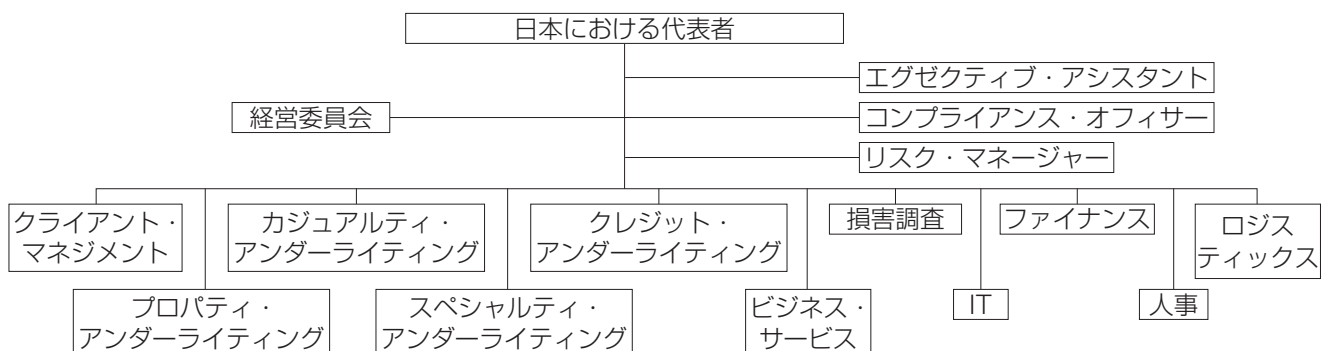 日本における代表者
エグゼクティブ・アシスタント
経営委員会
コンプライアンス・オフィサー
リスク・マネージャー
クライアント・
マネジメント
カジュアルティ・
アンダーライティング
クレジット・
アンダーライティング
損害調査
ファイナンス
ロジス
ティックス
プロパティ・
アンダーライティング
スペシャルティ・
アンダーライティング
ビジネス・
サービス
IT
人事